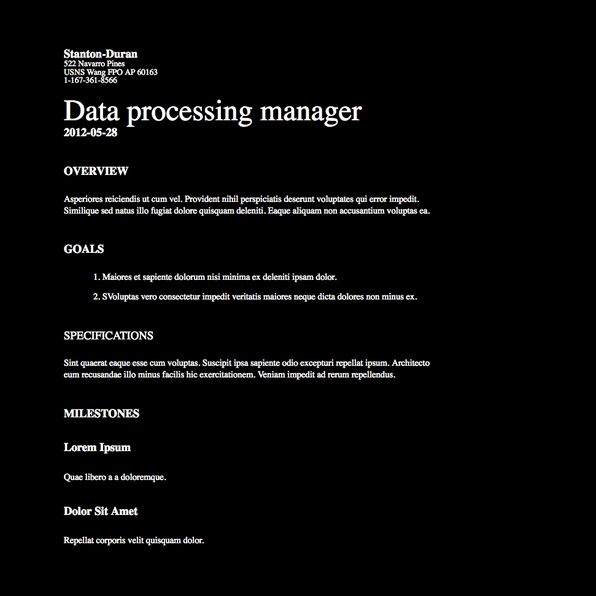 Stanton-Duran
522 Navarro Pines
USNS Wang FPO AP 60163
1-167-361-8566
Data processing manager
2012-05-28
OVERVIEW
Asperiores reiciendis ut cum vel. Provident nihil perspiciatis deserunt voluptates qui error impedit.
Similique sed natus illo fugiat dolore quisquam deleniti. Eaque aliquam non accusantium voluptas ea.
GOALS
1. Maiores et sapiente dolorum nisi minima ex deleniti ipsam dolor.
2. SVoluptas vero consectetur impedit veritatis maiores neque dicta dolores non minus ex.
SPECIFICATIONS
Sint quaerat eaque esse cum voluptas. Suscipit ipsa sapiente odio excepturi repellat ipsum. Architecto
eum recusandae illo minus facilis hic exercitationem. Veniam impedit ad rerum repellendus.
MILESTONES
Lorem Ipsum
Quae libero a a doloremque.
Dolor Sit Amet
Repellat corporis velit quisquam dolor.